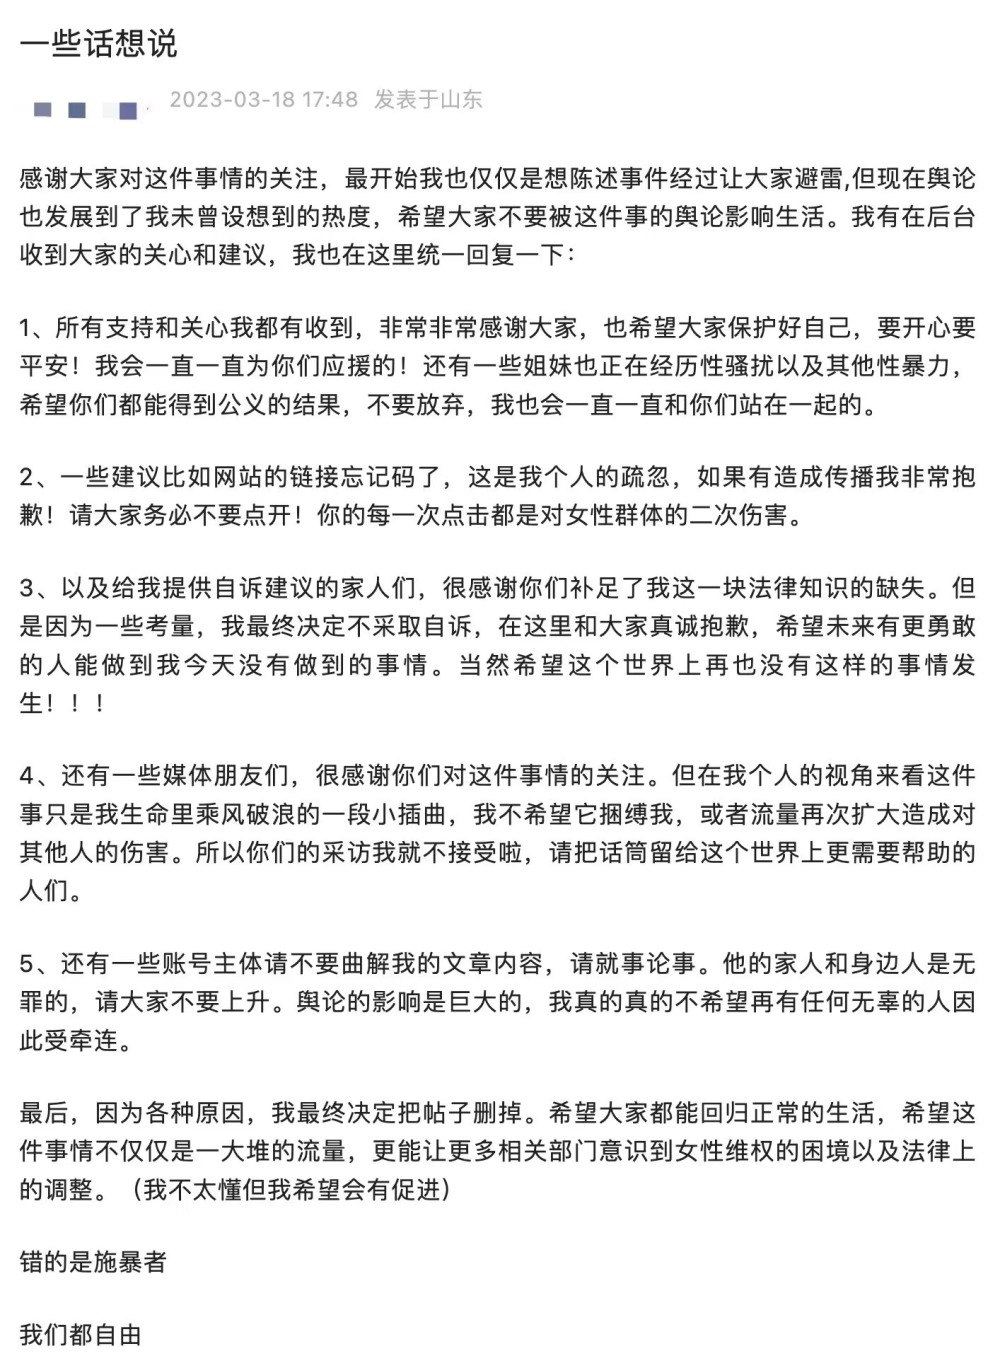 一些话想说
2023-03-18 17:48 发表于山东
感谢大家对这件事情的关注，最开始我也仅仅是想陈述事件经过让大家避雷,但现在舆论
也发展到了我未曾设想到的热度，希望大家不要被这件事的舆论影响生活。我有在后台
收到大家的关心和建议，我也在这里统一回复一下：
1、所有支持和关心我都有收到，非常非常感谢大家，也希望大家保护好自己，要开心要
平安！我会一直一直为你们应援的！还有一些姐妹也正在经历性骚扰以及其他性暴力，
希望你们都能得到公义的结果，不要放弃，我也会一直一直和你们站在一起的。
2、一些建议比如网站的链接忘记码了，这是我个人的疏忽，如果有造成传播我非常抱
歉！请大家务必不要点开！你的每一次点击都是对女性群体的二次伤害。
3、以及给我提供自诉建议的家人们，很感谢你们补足了我这一块法律知识的缺失。但
是因为一些考量，我最终决定不采取自诉，在这里和大家真诚抱歉，希望未来有更勇敢
的人能做到我今天没有做到的事情。当然希望这个世界上再也没有这样的事情发
生！！！
4、还有一些媒体朋友们，很感谢你们对这件事情的关注。但在我个人的视角来看这件
事只是我生命里乘风破浪的一段小插曲，我不希望它捆缚我，或者流量再次扩大造成对
其他人的伤害。所以你们的采访我就不接受啦，请把话筒留给这个世界上更需要帮助的
人们。
5、还有一些账号主体请不要曲解我的文章内容，请就事论事。他的家人和身边人是无
罪的，请大家不要上升。舆论的影响是巨大的，我真的真的不希望再有任何无辜的人因
此受牵连。
最后，因为各种原因，我最终决定把帖子删掉。希望大家都能回归正常的生活，希望这
件事情不仅仅是一大堆的流量，更能让更多相关部门意识到女性维权的困境以及法律上
的调整。（我不太懂但我希望会有促进）
错的是施暴者
我们都自由